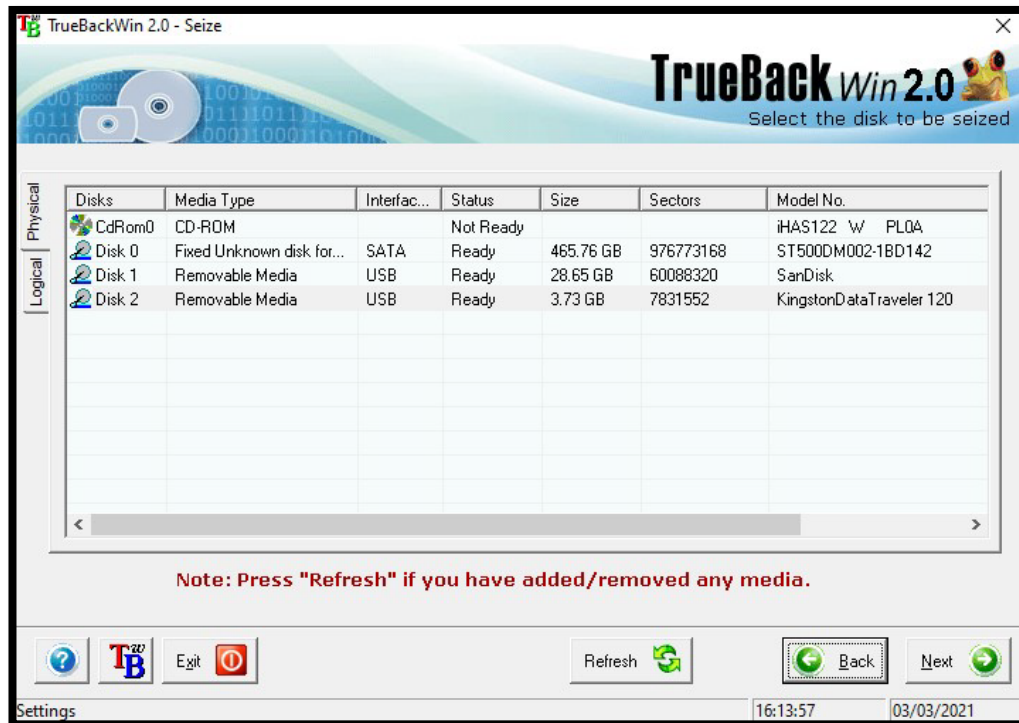 TrueBackWin 2.0 - Seize
TrueBack Win 2.0
Select the disk to be seized
Physical
Logical
Disks Media Type Interfac... Status Size Sectors Model No.
CdRom0 CD-ROM Not Ready iHAS122 W PL0A
Disk 0 Fixed Unknown disk for... SATA Ready 465.76 GB 976773168 ST500DM002-1BD142
Disk 1 Removable Media USB Ready 28.65 GB 60088320 SanDisk
Disk 2 Removable Media USB Ready 3.73 GB 7831552 KingstonDataTraveler 120
Note: Press "Refresh" if you have added/removed any media.
Exit Refresh Back Next
Settings 16:13:57 03/03/2021